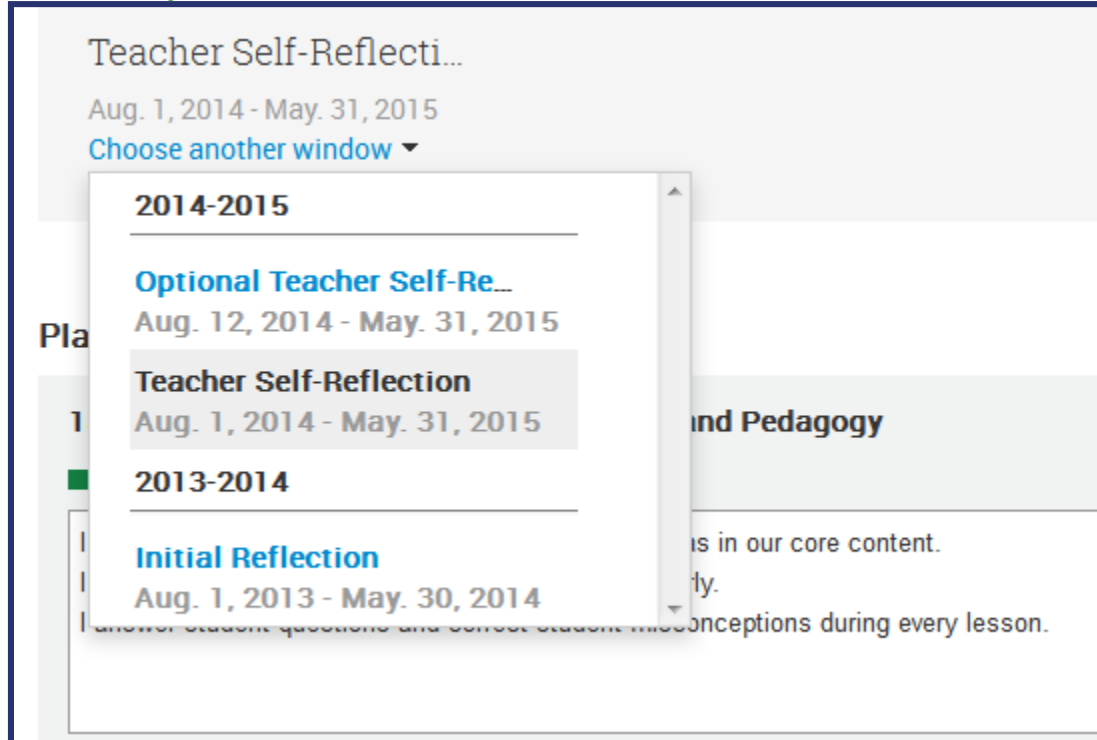 Teacher Self-Reflecti...
Aug. 1, 2014 - May. 31, 2015
Choose another window
2014-2015
Optional Teacher Self-Re...
Aug. 12, 2014 - May. 31, 2015
Pla
Teacher Self-Reflection
1 Aug. 1, 2014 - May. 31, 2015 and Pedagogy
2013-2014
I in our core content.
Initial Reflection
I
Aug. 1, 2013 - May. 30, 2014
I answer student questions and correct student misconceptions during every lesson.